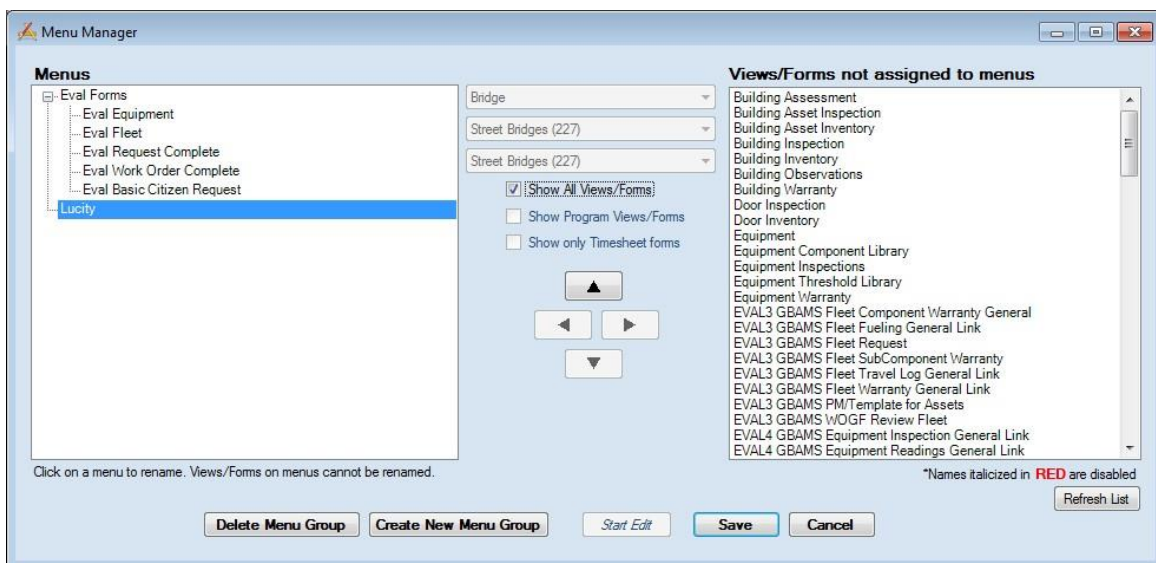 Menu Manager
Menus
Eval Forms
Eval Equipment
Eval Fleet
Eval Request Complete
Eval Work Order Complete
Eval Basic Citizen Request
Lucity
Click on a menu to rename. Views/Forms on menus cannot be renamed.
Bridge
Street Bridges (227)
Street Bridges (227)
Show All Views/Forms
Show Program Views/Forms
Show only Timesheet forms
Views/Forms not assigned to menus
Building Assessment
Building Asset Inspection
Building Asset Inventory
Building Inspection
Building Inventory
Building Observations
Building Warranty
Door Inspection
Door Inventory
Equipment
Equipment Component Library
Equipment Inspections
Equipment Threshold Library
Equipment Warranty
EVAL3 GBAMS Fleet Component Warranty General
EVAL3 GBAMS Fleet Fueling General Link
EVAL3 GBAMS Fleet Request
EVAL3 GBAMS Fleet SubComponent Warranty
EVAL3 GBAMS Fleet Travel Log General Link
EVAL3 GBAMS Fleet Warranty General Link
EVAL3 GBAMS PM/Template for Assets
EVAL3 GBAMS WOGF Review Fleet
EVAL4 GBAMS Equipment Inspection General Link
EVAL4 GBAMS Equipment Readings General Link
*Names italicized in RED are disabled
Refresh List
Delete Menu Group
Create New Menu Group
Start Edit
Save
Cancel